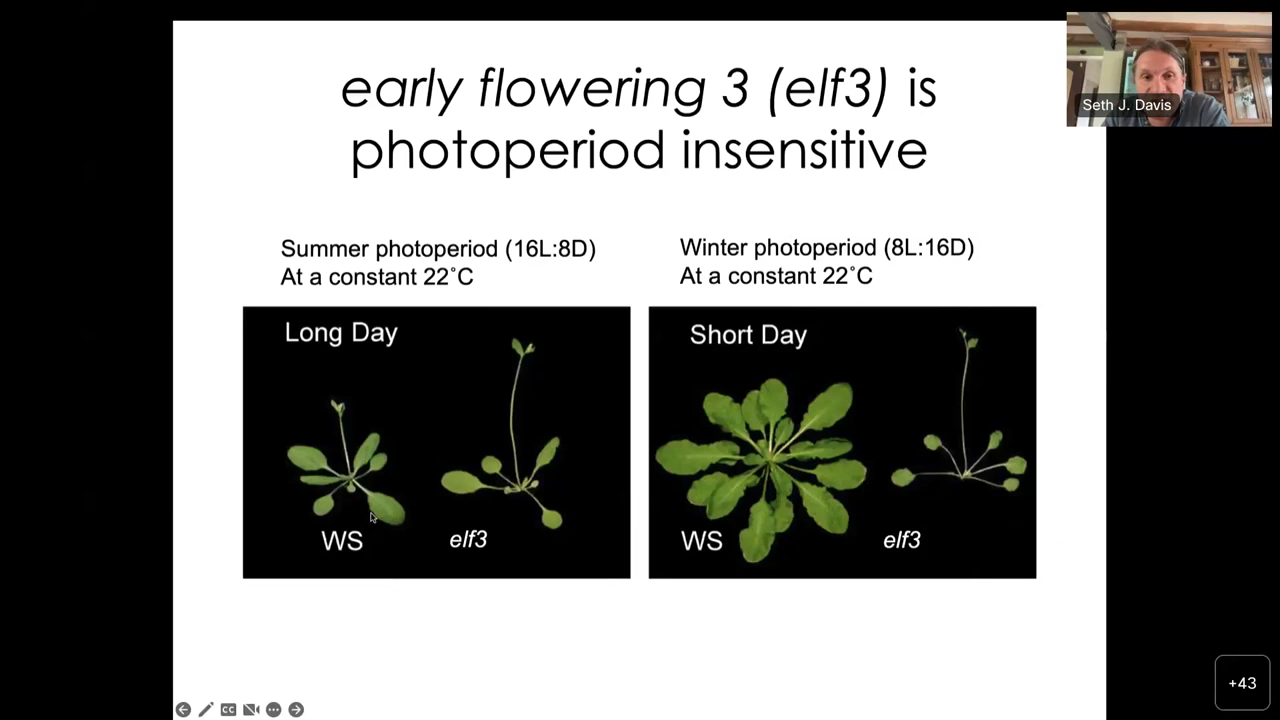 early flowering 3 (elf3) is
photoperiod insensitive
Seth J. Davis
Summer photoperiod (16L:8D)
At a constant 22˚C
Winter photoperiod (8L:16D)
At a constant 22˚C
Long Day
WS
elf3
Short Day
WS
elf3
CC
+43